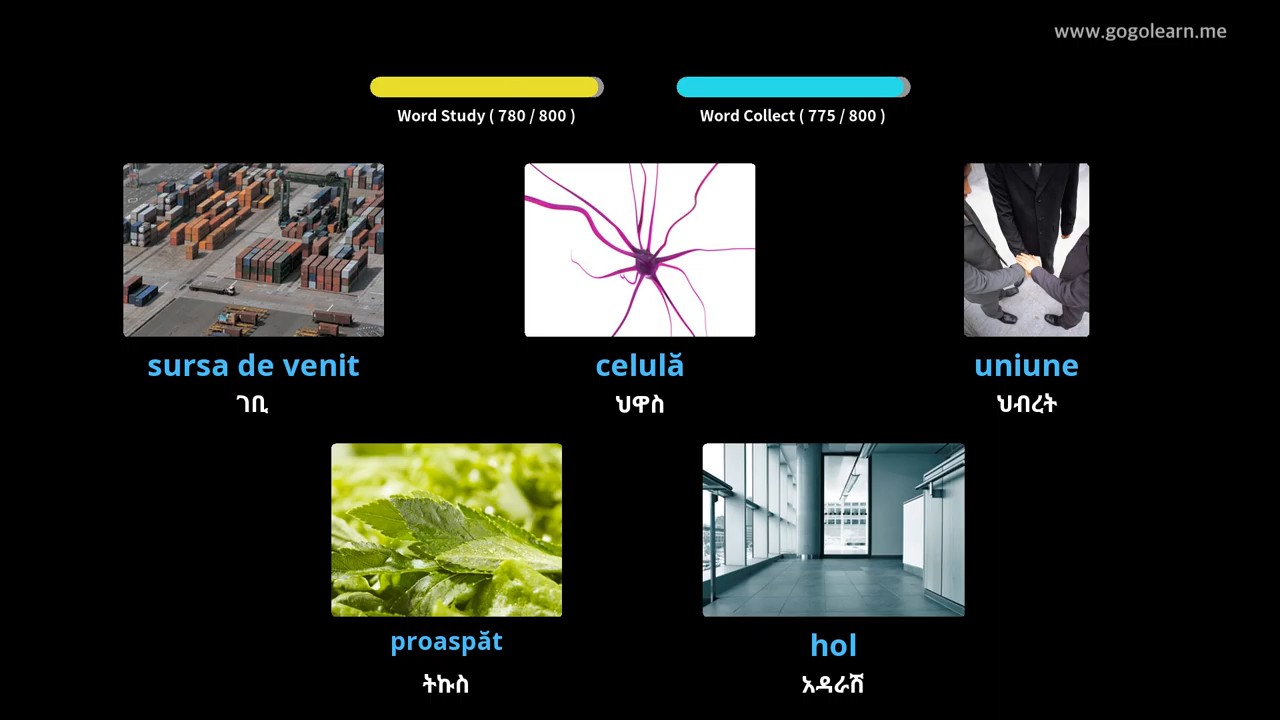 www.gogolearn.me
Word Study ( 780 / 800 )
Word Collect ( 775 / 800 )
sursa de venit
ገቢ
celulă
ህዋስ
uniune
ህብረት
proaspăt
ትኩስ
hol
አዳራሽ